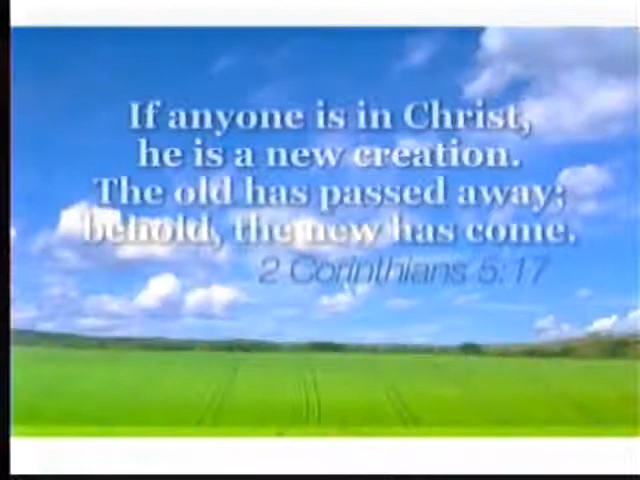 If anyone is in Christ,
he is a new creation.
The old has passed away;
behold, the new has come.
2 Corinthians 5:17